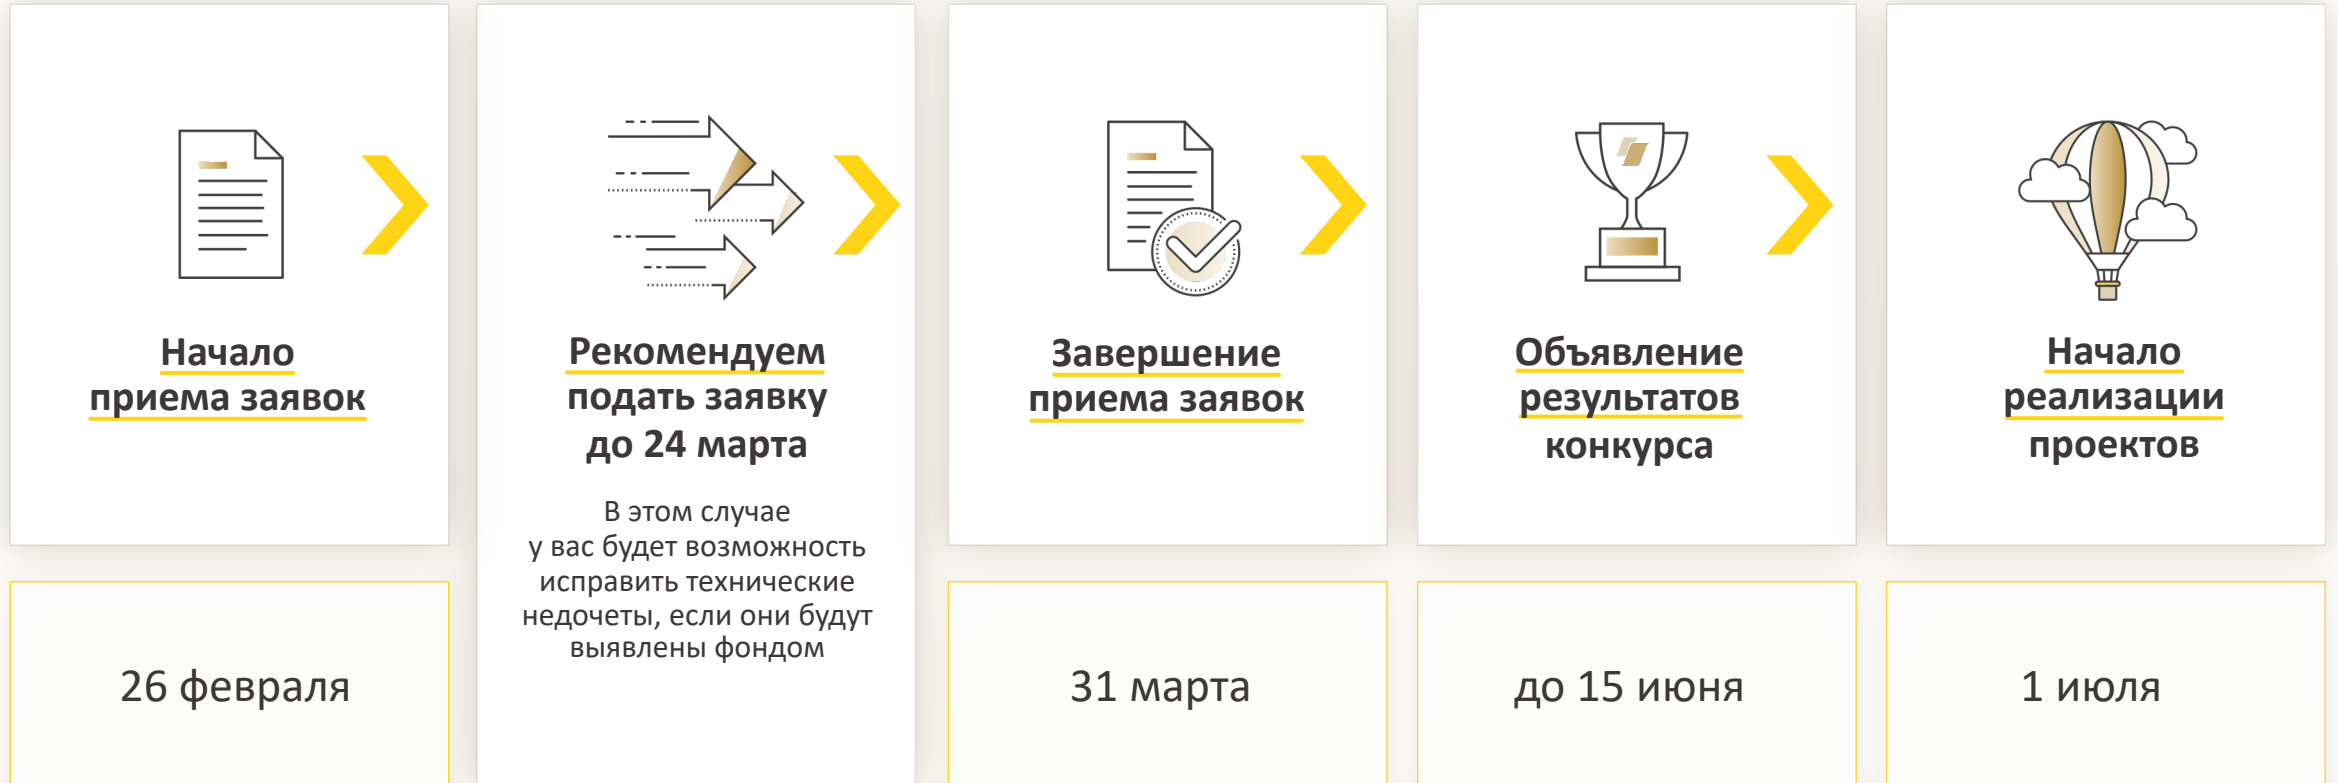 Начало
приема заявок
26 февраля
Рекомендуем
подать заявку
до 24 марта
В этом случае
у вас будет возможность
исправить технические
недочеты, если они будут
выявлены фондом
Завершение
приема заявок
31 марта
Объявление
результатов
конкурса
до 15 июня
Начало
реализации
проектов
1 июля